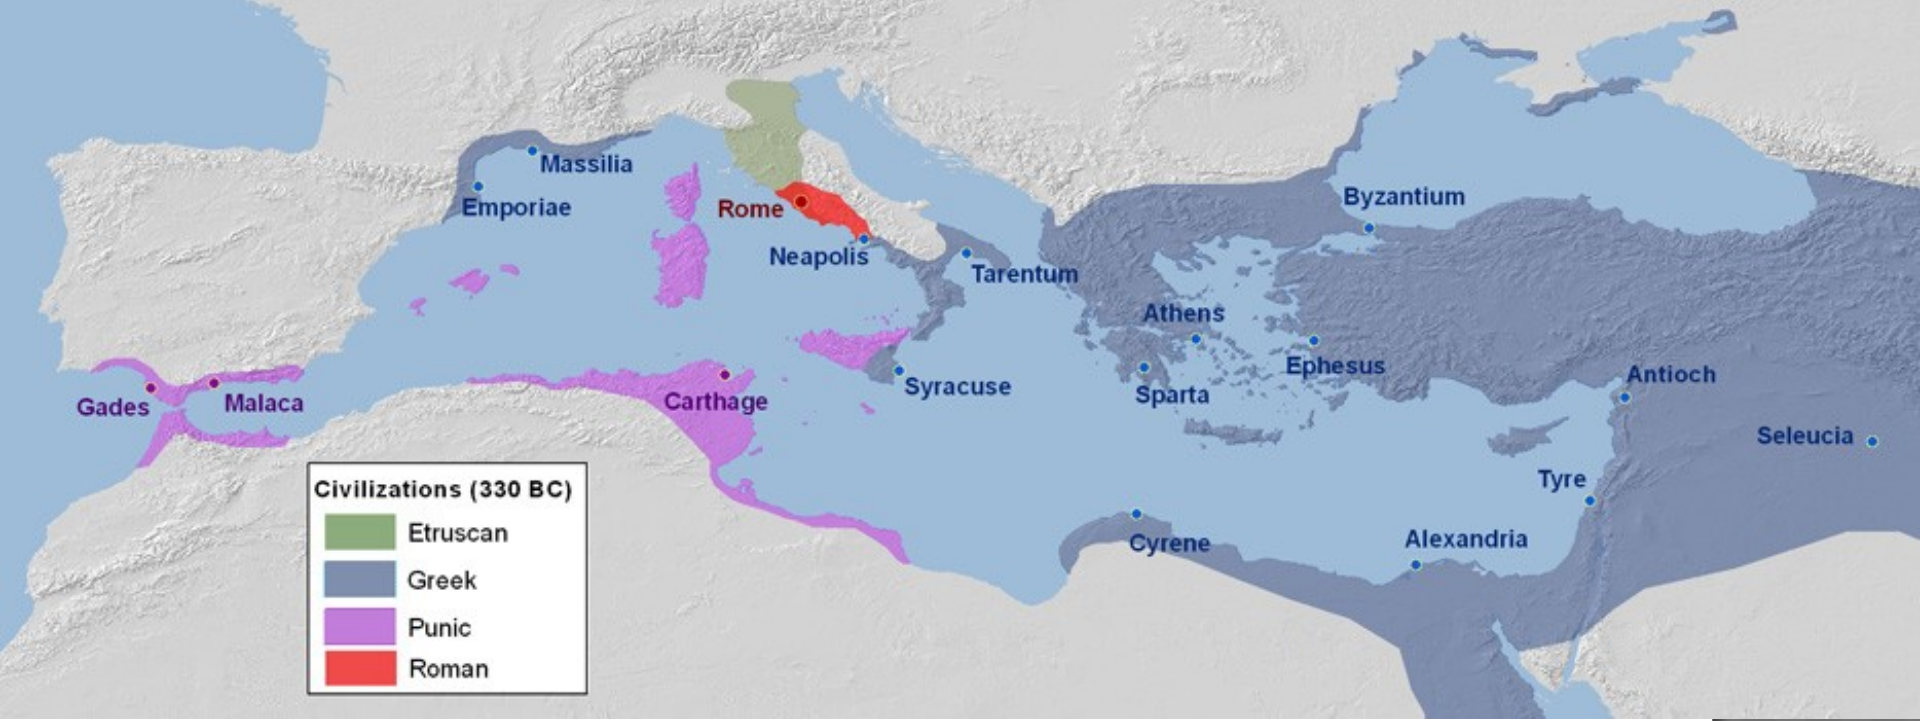 Massilia
Emporiae
Rome
Neapolis
Tarentum
Byzantium
Athens
Ephesus
Sparta
Syracuse
Carthage
Gades
Malaca
Antioch
Seleucia
Tyre
Alexandria
Cyrene
Civilizations (330 BC)
Etruscan
Greek
Punic
Roman